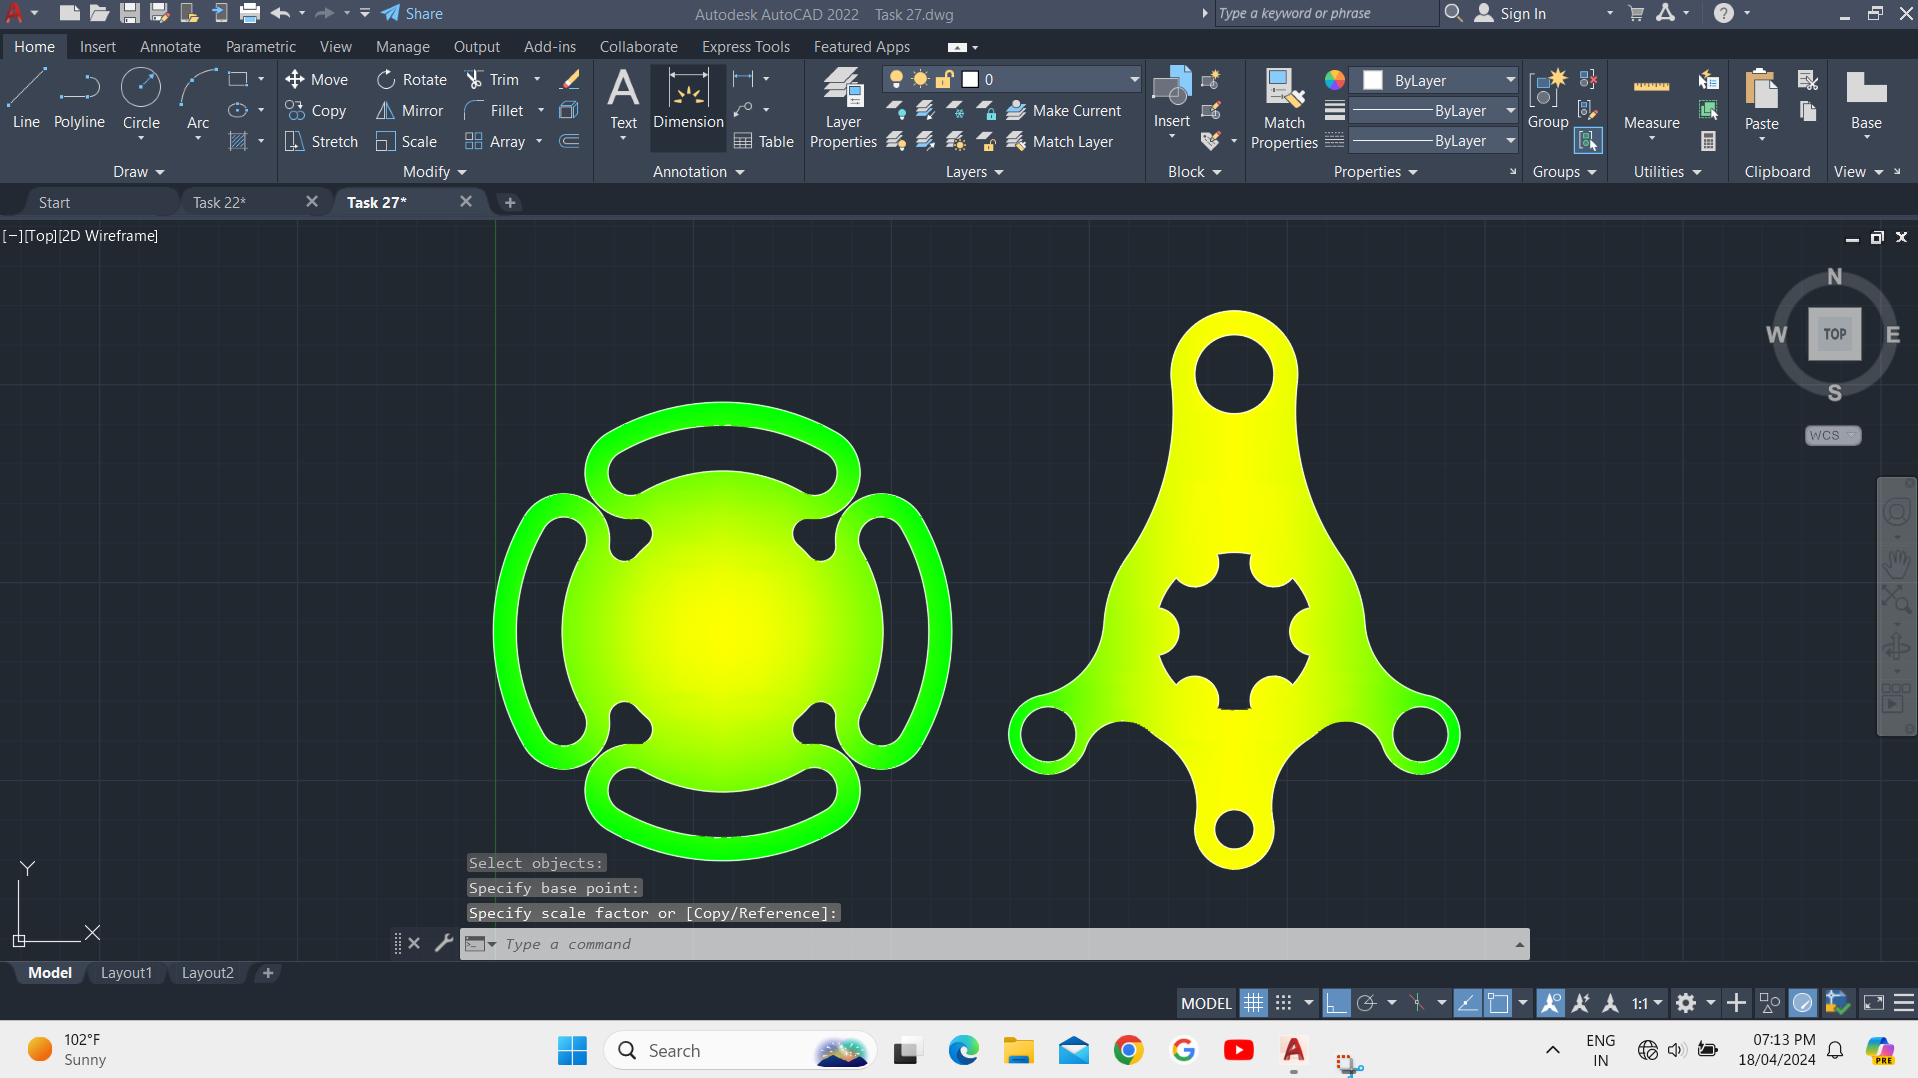 Share
Autodesk AutoCAD 2022 Task 27.dwg
Type a keyword or phrase
Sign In
Home Insert Annotate Parametric View Manage Output Add-ins Collaborate Express Tools Featured Apps
Line
Polyline
Circle
Arc
Draw
Move
Rotate
Trim
Copy
Mirror
Fillet
Stretch
Scale
Array
Modify
Text
Dimension
Table
Annotation
Layer
Properties
0
Make Current
Match Layer
Layers
Insert
Block
Match
Properties
ByLayer
ByLayer
ByLayer
Properties
Group
Groups
Measure
Utilities
Paste
Clipboard
Base
View
Start
Task 22*
Task 27*
[−][Top][2D Wireframe]
N
W
TOP
E
S
WCS
Y
X
Select objects:
Specify base point:
Specify scale factor or [Copy/Reference]:
Type a command
Model Layout1 Layout2
MODEL
1:1
102°F
Sunny
Search
ENG
IN
07:13 PM
18/04/2024
PRE